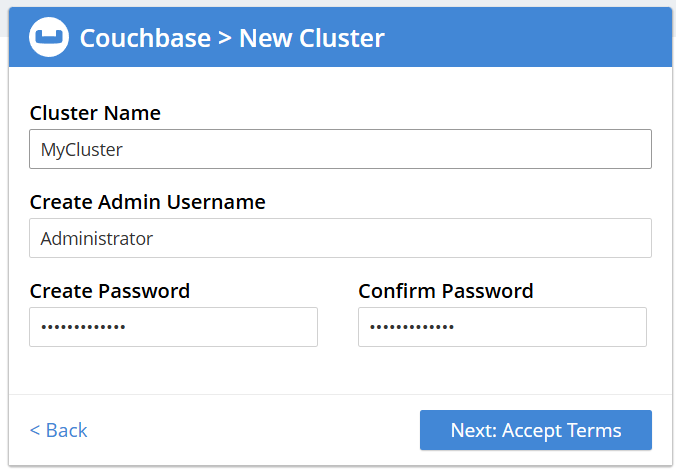 Couchbase > New Cluster
Cluster Name
MyCluster
Create Admin Username
Administrator
Create Password Confirm Password
••••••••••••• •••••••••••••
< Back Next: Accept Terms